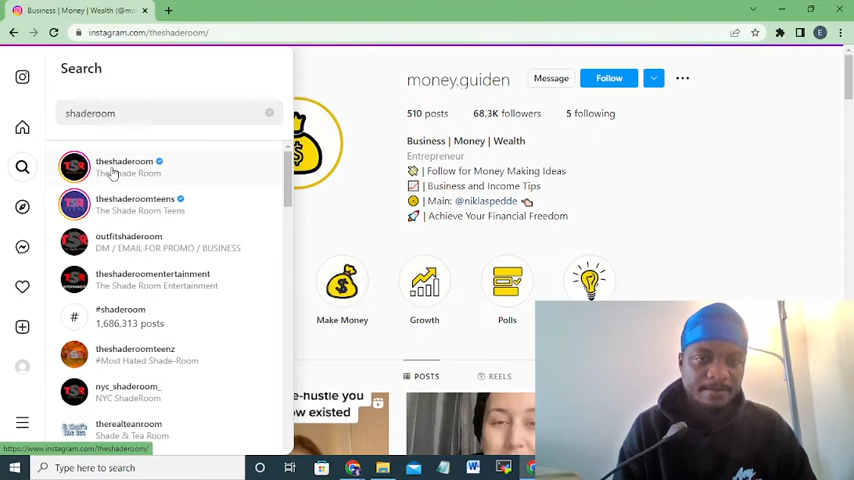 Business | Money | Wealth (@mon
instagram.com/theshaderoom/
E
Search
shaderoom
theshaderoom
The Shade Room
theshaderoomteens
The Shade Room Teens
outfitshaderoom
DM / EMAIL FOR PROMO / BUSINESS
theshaderoomentertainment
The Shade Room Entertainment
#
#shaderoom
1,686,313 posts
theshaderoomteenz
#Most Hated Shade-Room
nyc_shaderoom_
NYC ShadeRoom
therealteanroom
Shade & Tea Room
https://www.instagram.com/theshaderoom/
money.guiden
Message
Follow
510 posts
68.3K followers
5 following
Business | Money | Wealth
Entrepreneur
| Follow for Money Making Ideas
| Business and Income Tips
| Main: @niklaspedde
| Achieve Your Financial Freedom
Make Money
Growth
Polls
POSTS
REELS
e-hustle you
ow existed
Type here to search